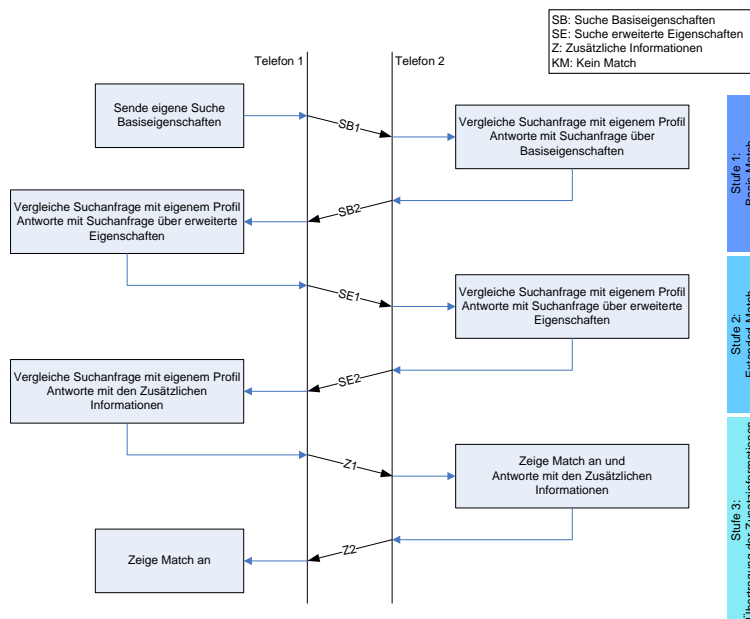 SB: Suche Basiseigenschaften
SE: Suche erweiterte Eigenschaften
Z: Zusätzliche Informationen
KM: Kein Match
Telefon 1
Telefon 2
Sende eigene Suche
Basiseigenschaften
SB1
Vergleiche Suchanfrage mit eigenem Profil
Antworte mit Suchanfrage über
Basiseigenschaften
Stufe 1:
Basic Match
SB2
Vergleiche Suchanfrage mit eigenem Profil
Antworte mit Suchanfrage über erweiterte
Eigenschaften
SE1
Vergleiche Suchanfrage mit eigenem Profil
Antworte mit Suchanfrage über erweiterte
Eigenschaften
Stufe 2:
Extended Match
SE2
Vergleiche Suchanfrage mit eigenem Profil
Antworte mit den Zusätzlichen
Informationen
Z1
Zeige Match an und
Antworte mit den Zusätzlichen
Informationen
Stufe 3:
Übertragung der Zusatzinformationen
Z2
Zeige Match an